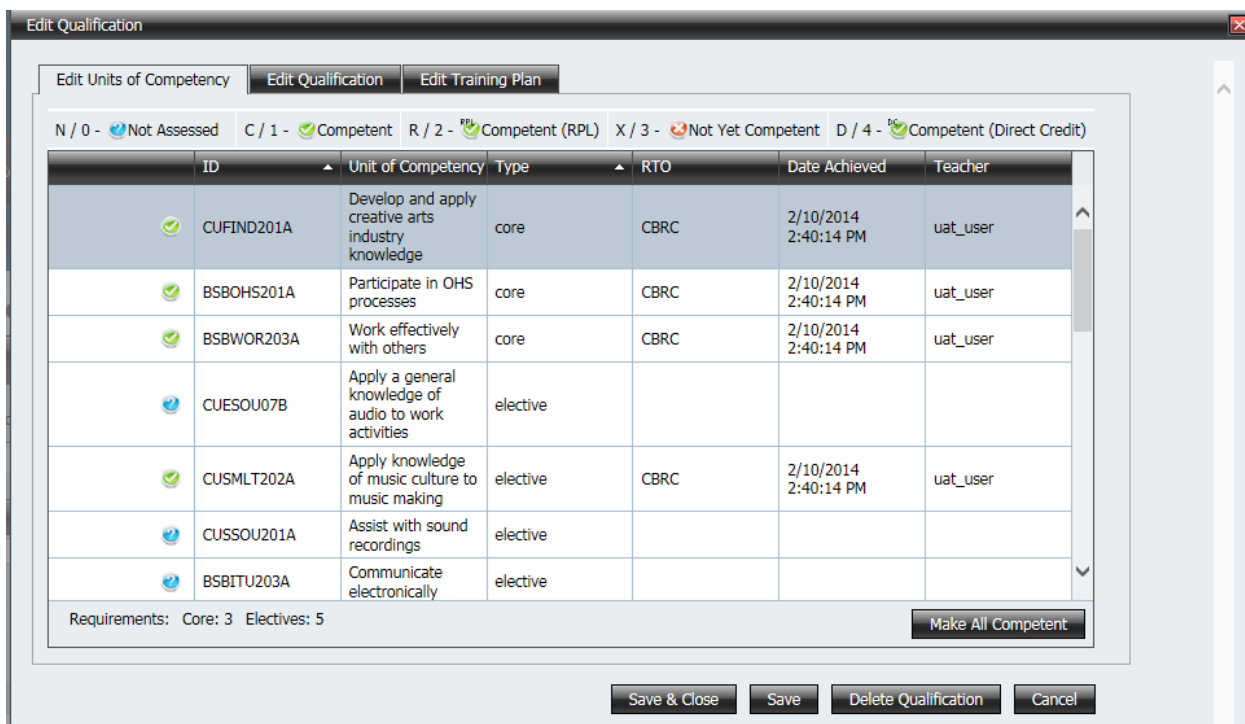 Edit Qualification
Edit Units of Competency Edit Qualification Edit Training Plan
N / 0 - Not Assessed C / 1 - Competent R / 2 - RPL Competent (RPL) X / 3 - Not Yet Competent D / 4 - DC Competent (Direct Credit)
ID Unit of Competency Type RTO Date Achieved Teacher
CUFIND201A
Develop and apply
creative arts
industry
knowledge
core
CBRC
2/10/2014
2:40:14 PM
uat_user
BSBOHS201A
Participate in OHS
processes
core
CBRC
2/10/2014
2:40:14 PM
uat_user
BSBWOR203A
Work effectively
with others
core
CBRC
2/10/2014
2:40:14 PM
uat_user
CUESOU07B
Apply a general
knowledge of
audio to work
activities
elective
CUSMLT202A
Apply knowledge
of music culture to
music making
elective
CBRC
2/10/2014
2:40:14 PM
uat_user
CUSSOU201A
Assist with sound
recordings
elective
BSBITU203A
Communicate
electronically
elective
Requirements: Core: 3 Electives: 5
Make All Competent
Save & Close Save Delete Qualification Cancel